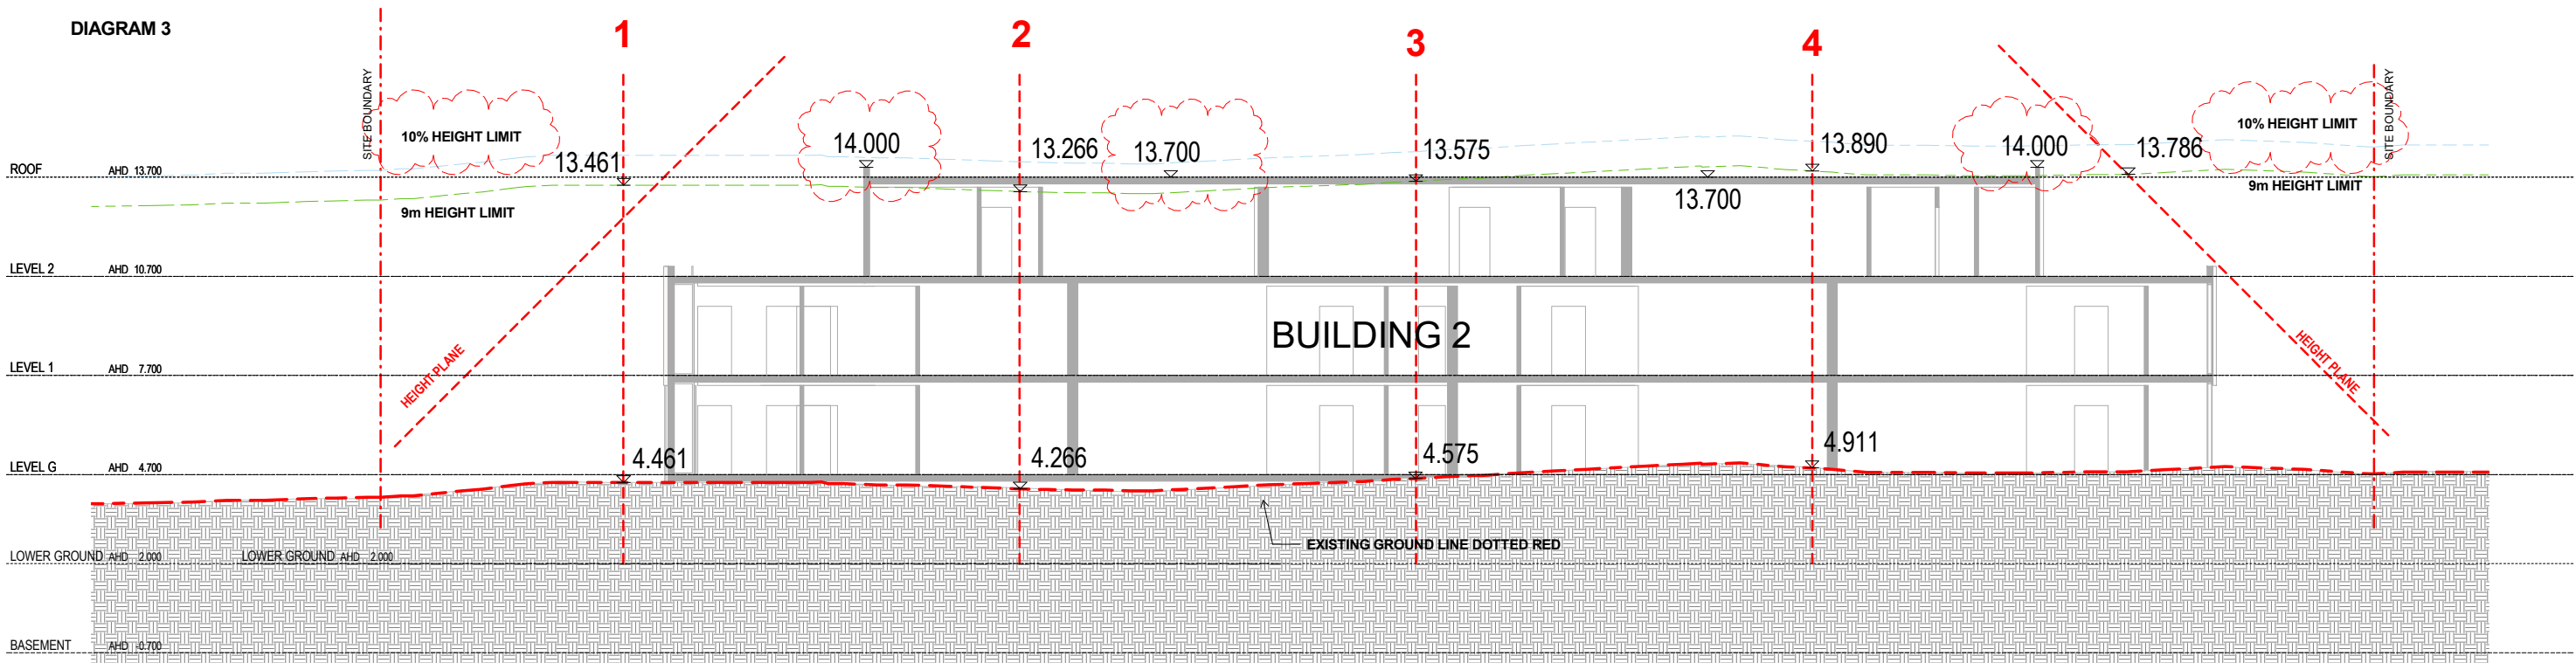 DIAGRAM 3
1
2
3
4
SITE BOUNDARY
SITE BOUNDARY
10% HEIGHT LIMIT
10% HEIGHT LIMIT
13.461
14.000
13.266
13.700
13.575
13.890
14.000
13.786
ROOF AHD 13.700
13.700
9m HEIGHT LIMIT
9m HEIGHT LIMIT
LEVEL 2 AHD 10.700
BUILDING 2
HEIGHT PLANE
HEIGHT PLANE
LEVEL 1 AHD 7.700
4.461
4.266
4.575
4.911
LEVEL G AHD 4.700
EXISTING GROUND LINE DOTTED RED
LOWER GROUND AHD 2.000
LOWER GROUND AHD 2.000
BASEMENT AHD -0.700